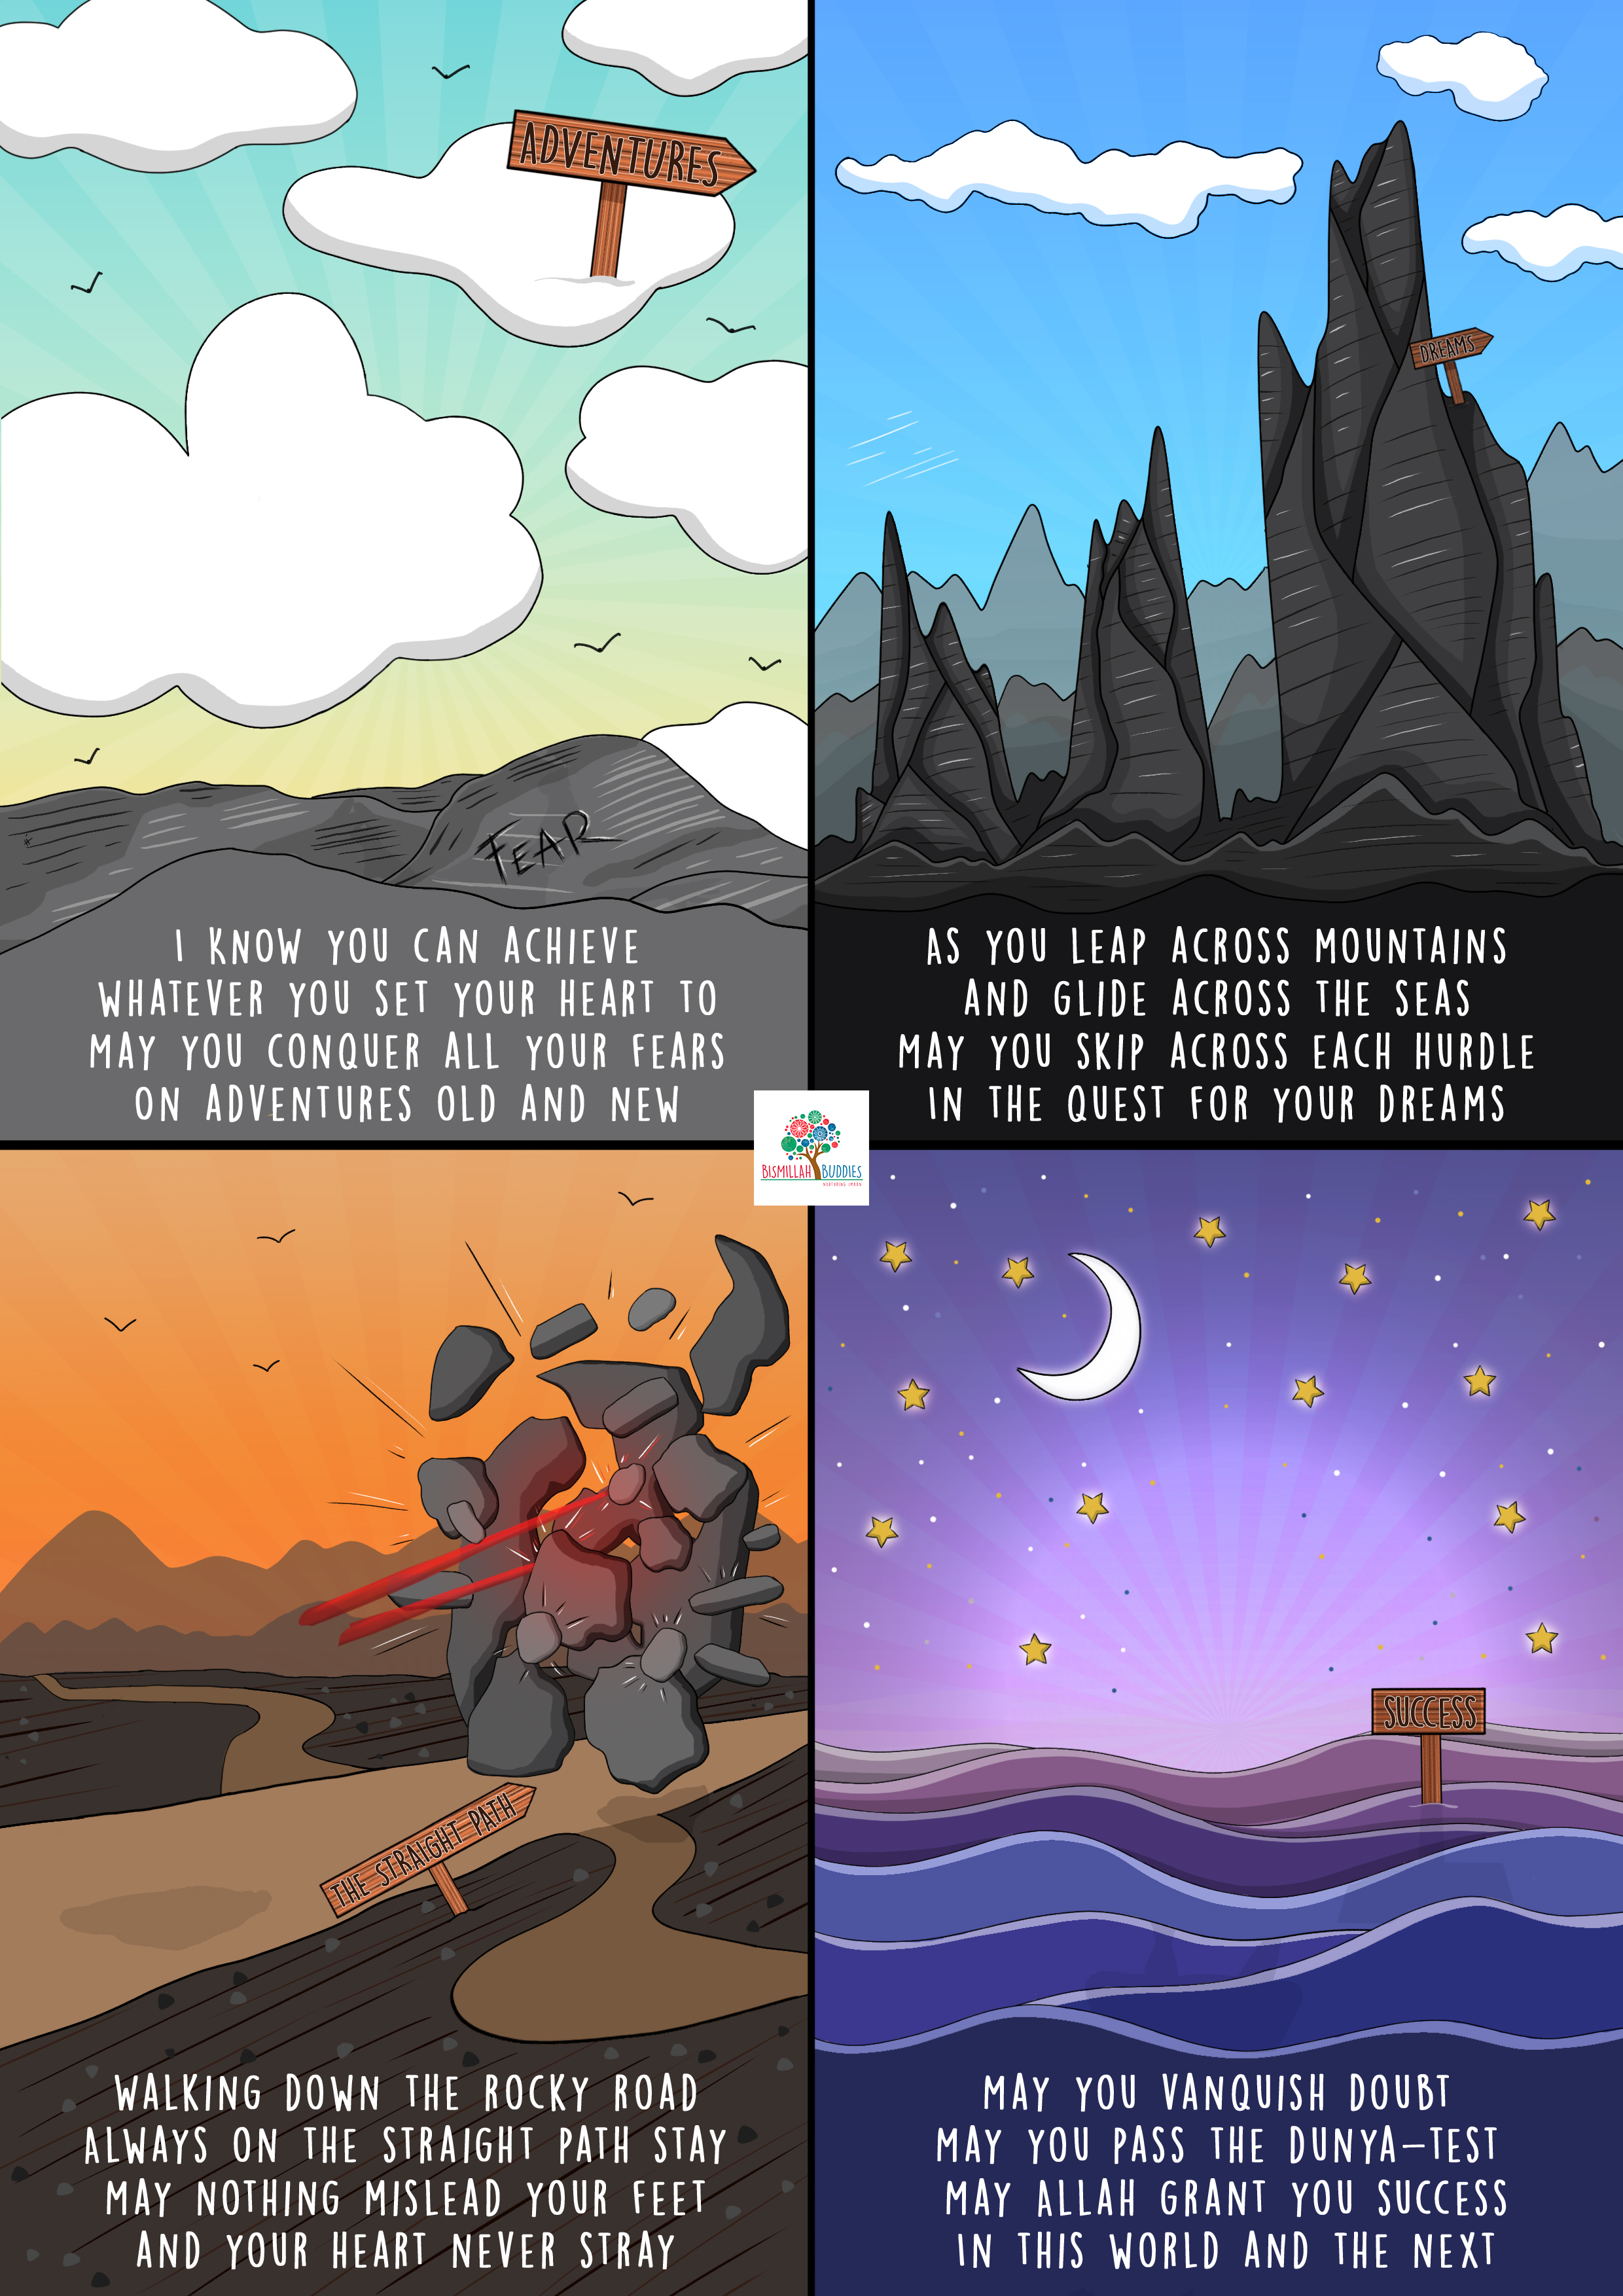 ADVENTURES
FEAR
I KNOW YOU CAN ACHIEVE
WHATEVER YOU SET YOUR HEART TO
MAY YOU CONQUER ALL YOUR FEARS
ON ADVENTURES OLD AND NEW
DREAMS
AS YOU LEAP ACROSS MOUNTAINS
AND GLIDE ACROSS THE SEAS
MAY YOU SKIP ACROSS EACH HURDLE
IN THE QUEST FOR YOUR DREAMS
BISMILLAH BUDDIES
NURTURING IMAAN
THE STRAIGHT PATH
WALKING DOWN THE ROCKY ROAD
ALWAYS ON THE STRAIGHT PATH STAY
MAY NOTHING MISLEAD YOUR FEET
AND YOUR HEART NEVER STRAY
SUCCESS
MAY YOU VANQUISH DOUBT
MAY YOU PASS THE DUNYA-TEST
MAY ALLAH GRANT YOU SUCCESS
IN THIS WORLD AND THE NEXT